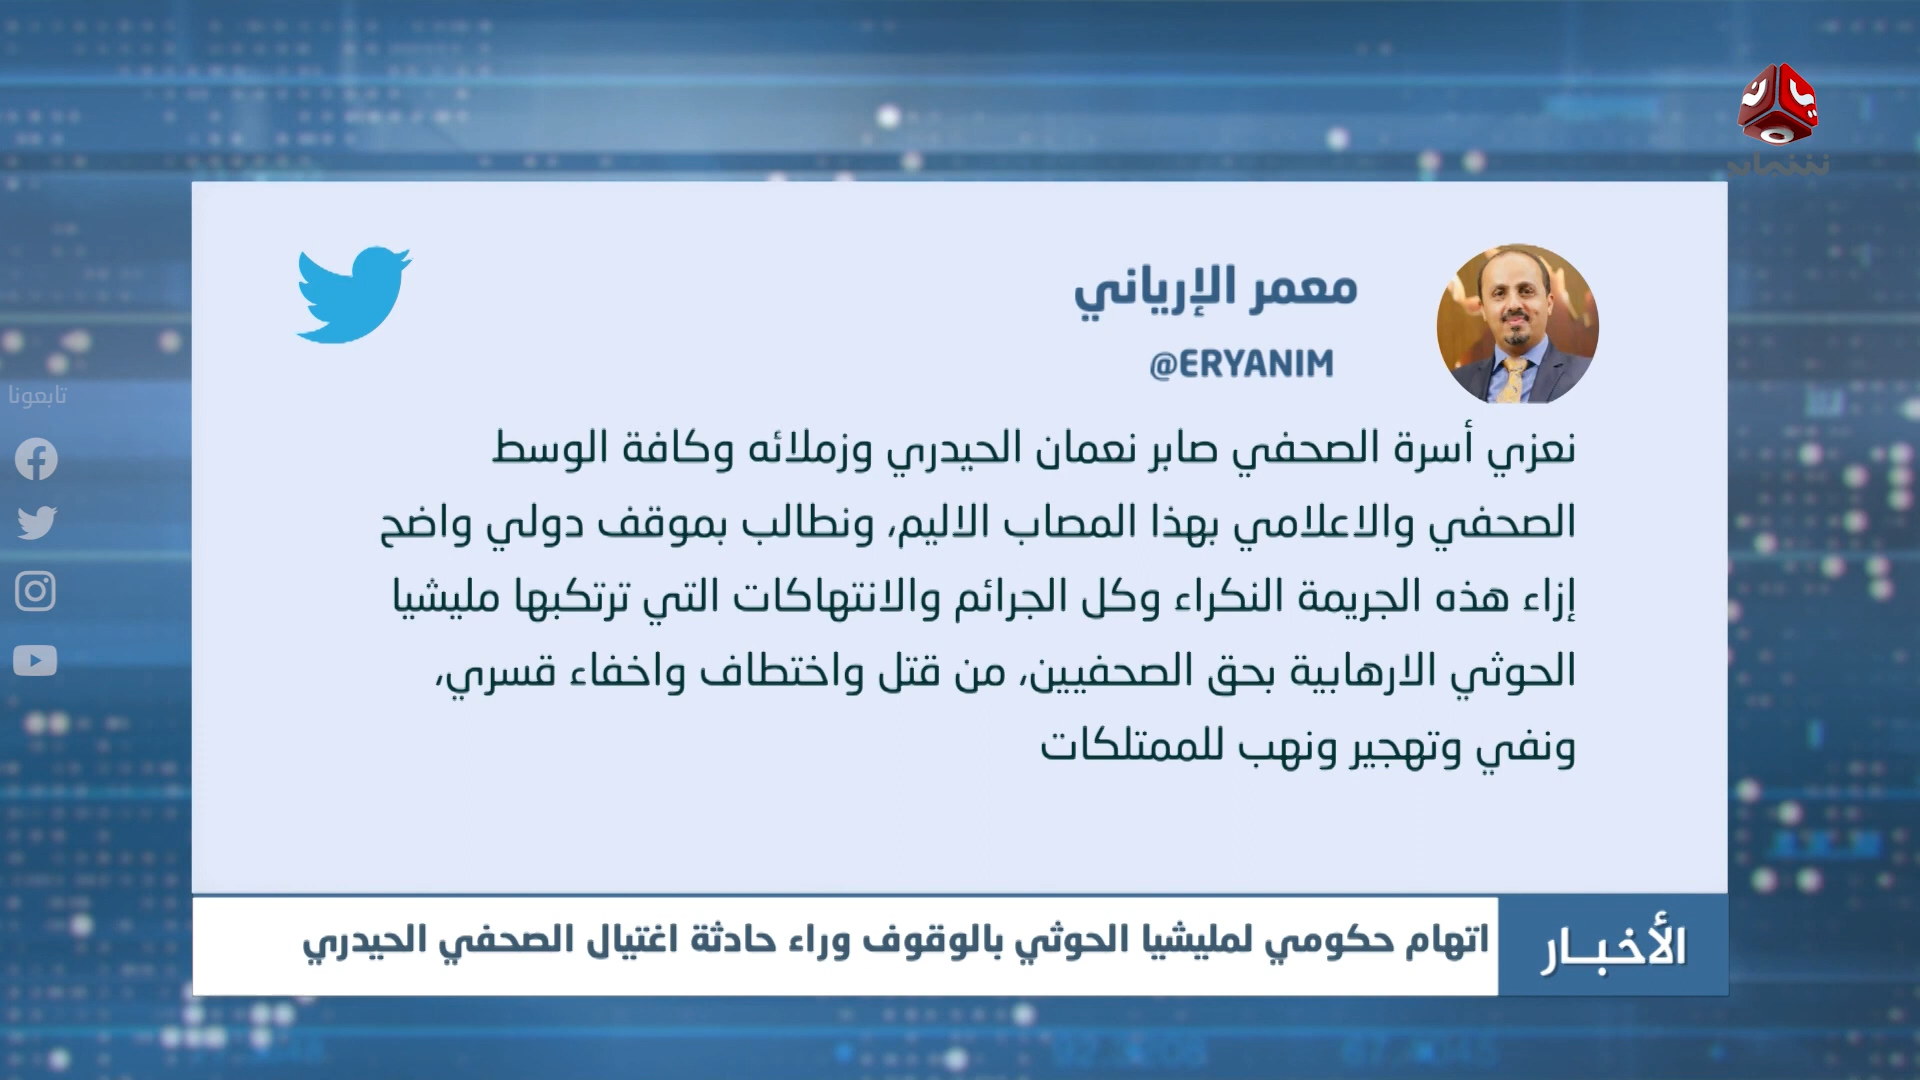 معمر الإرياني
@ERYANIM
نعزي أسرة الصحفي صابر نعمان الحيدري وزملائه وكافة الوسط
الصحفي والاعلامي بهذا المصاب الاليم، ونطالب بموقف دولي واضح
إزاء هذه الجريمة النكراء وكل الجرائم والانتهاكات التي ترتكبها مليشيا
الحوثي الارهابية بحق الصحفيين، من قتل واختطاف واخفاء قسري،
ونفي وتهجير ونهب للممتلكات
تابعونا
الأخبـار
اتهام حكومي لمليشيا الحوثي بالوقوف وراء حادثة اغتيال الصحفي الحيدري